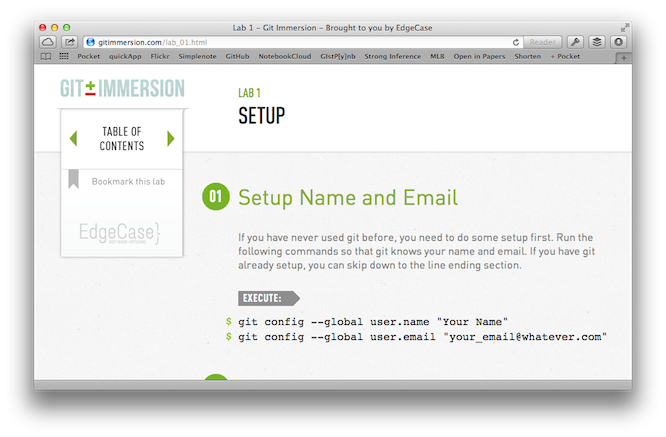 Lab 1 – Git Immersion – Brought to you by EdgeCase
gitimmersion.com/lab_01.html
Reader
Pocket quickApp Flickr Simplenote GitHub NotebookCloud GistP[y]nb Strong Inference MLB Open in Papers Shorten + Pocket
GIT IMMERSION
LAB 1
SETUP
TABLE OF
CONTENTS
Bookmark this lab
EdgeCase}
01 Setup Name and Email
If you have never used git before, you need to do some setup first. Run the
following commands so that git knows your name and email. If you have git
already setup, you can skip down to the line ending section.
EXECUTE:
$ git config --global user.name "Your Name"
$ git config --global user.email "your_email@whatever.com"